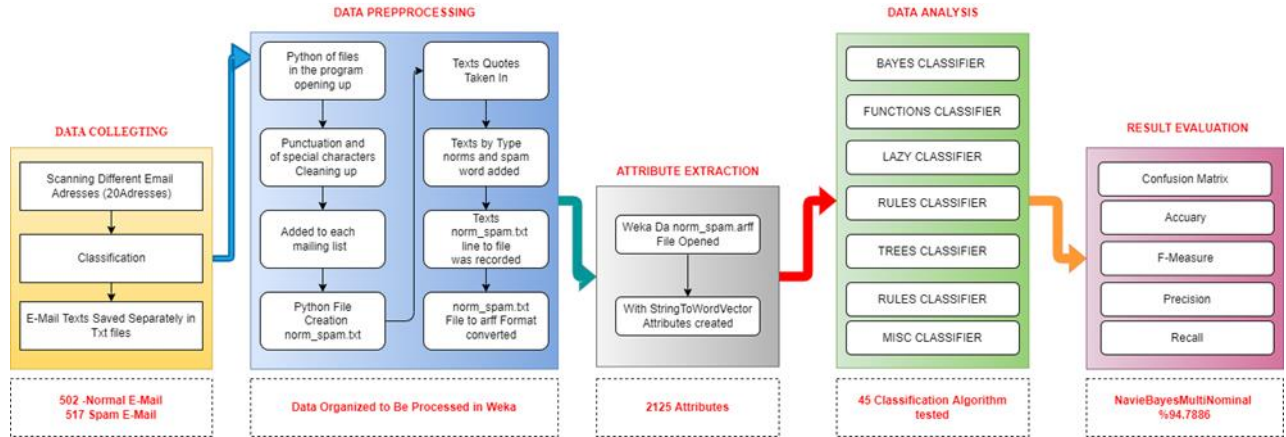 DATA COLLEGTING
Scanning Different Email
Adresses (20Adresses)
Classification
E-Mail Texts Saved Separately in
Txt files
502 -Normal E-Mail
517 Spam E-Mail
DATA PREPPROCESSING
Python of files
in the program
opening up
Punctuation and
of special characters
Cleaning up
Added to each
mailing list
Python File
Creation
norm_spam.txt
Texts Quotes
Taken In
Texts by Type
norms and spam
word added
Texts
norm_spam.txt
line to file
was recorded
norm_spam.txt
File to arff Format
converted
Data Organized to Be Processed in Weka
ATTRIBUTE EXTRACTION
Weka Da norm_spam.arff
File Opened
With StringToWordVector
Attributes created
2125 Attributes
DATA ANALYSIS
BAYES CLASSIFIER
FUNCTIONS CLASSIFIER
LAZY CLASSIFIER
RULES CLASSIFIER
TREES CLASSIFIER
RULES CLASSIFIER
MISC CLASSIFIER
45 Classification Algorithm
tested
RESULT EVALUATION
Confusion Matrix
Accuary
F-Measure
Precision
Recall
NavieBayesMultiNominal
%94.7886